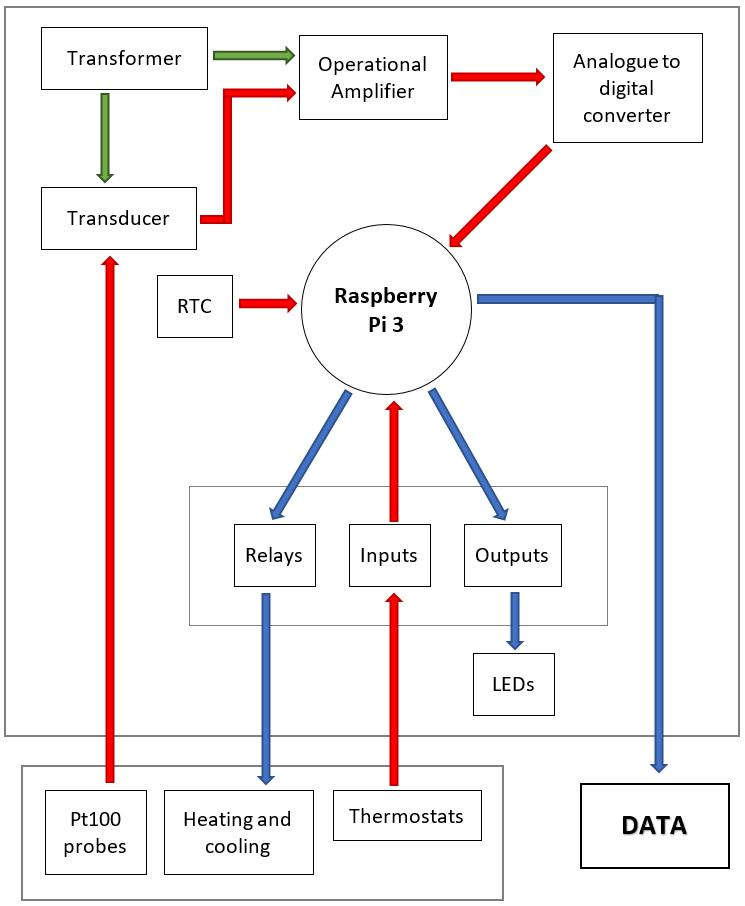 Transformer
Operational
Amplifier
Analogue to
digital
converter
Transducer
RTC
Raspberry
Pi 3
Relays
Inputs
Outputs
LEDs
Pt100
probes
Heating and
cooling
Thermostats
DATA